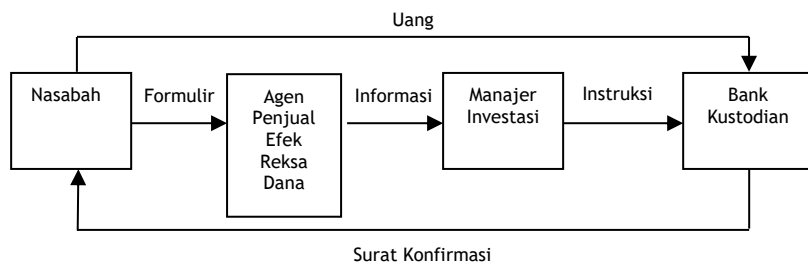 Uang
Nasabah
Formulir
Agen
Penjual
Efek
Reksa
Dana
Informasi
Manajer
Investasi
Instruksi
Bank
Kustodian
Surat Konfirmasi